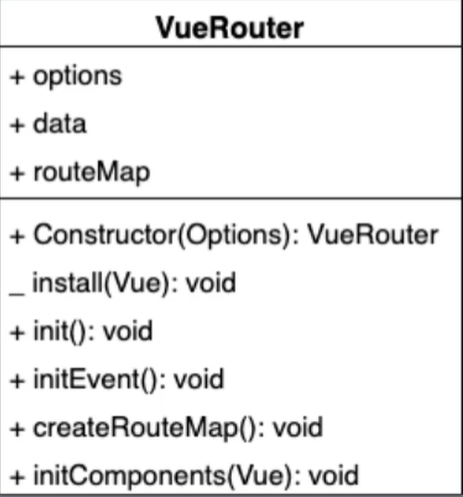 VueRouter
+ options
+ data
+ routeMap
+ Constructor(Options): VueRouter
_ install(Vue): void
+ init(): void
+ initEvent(): void
+ createRouteMap(): void
+ initComponents(Vue): void